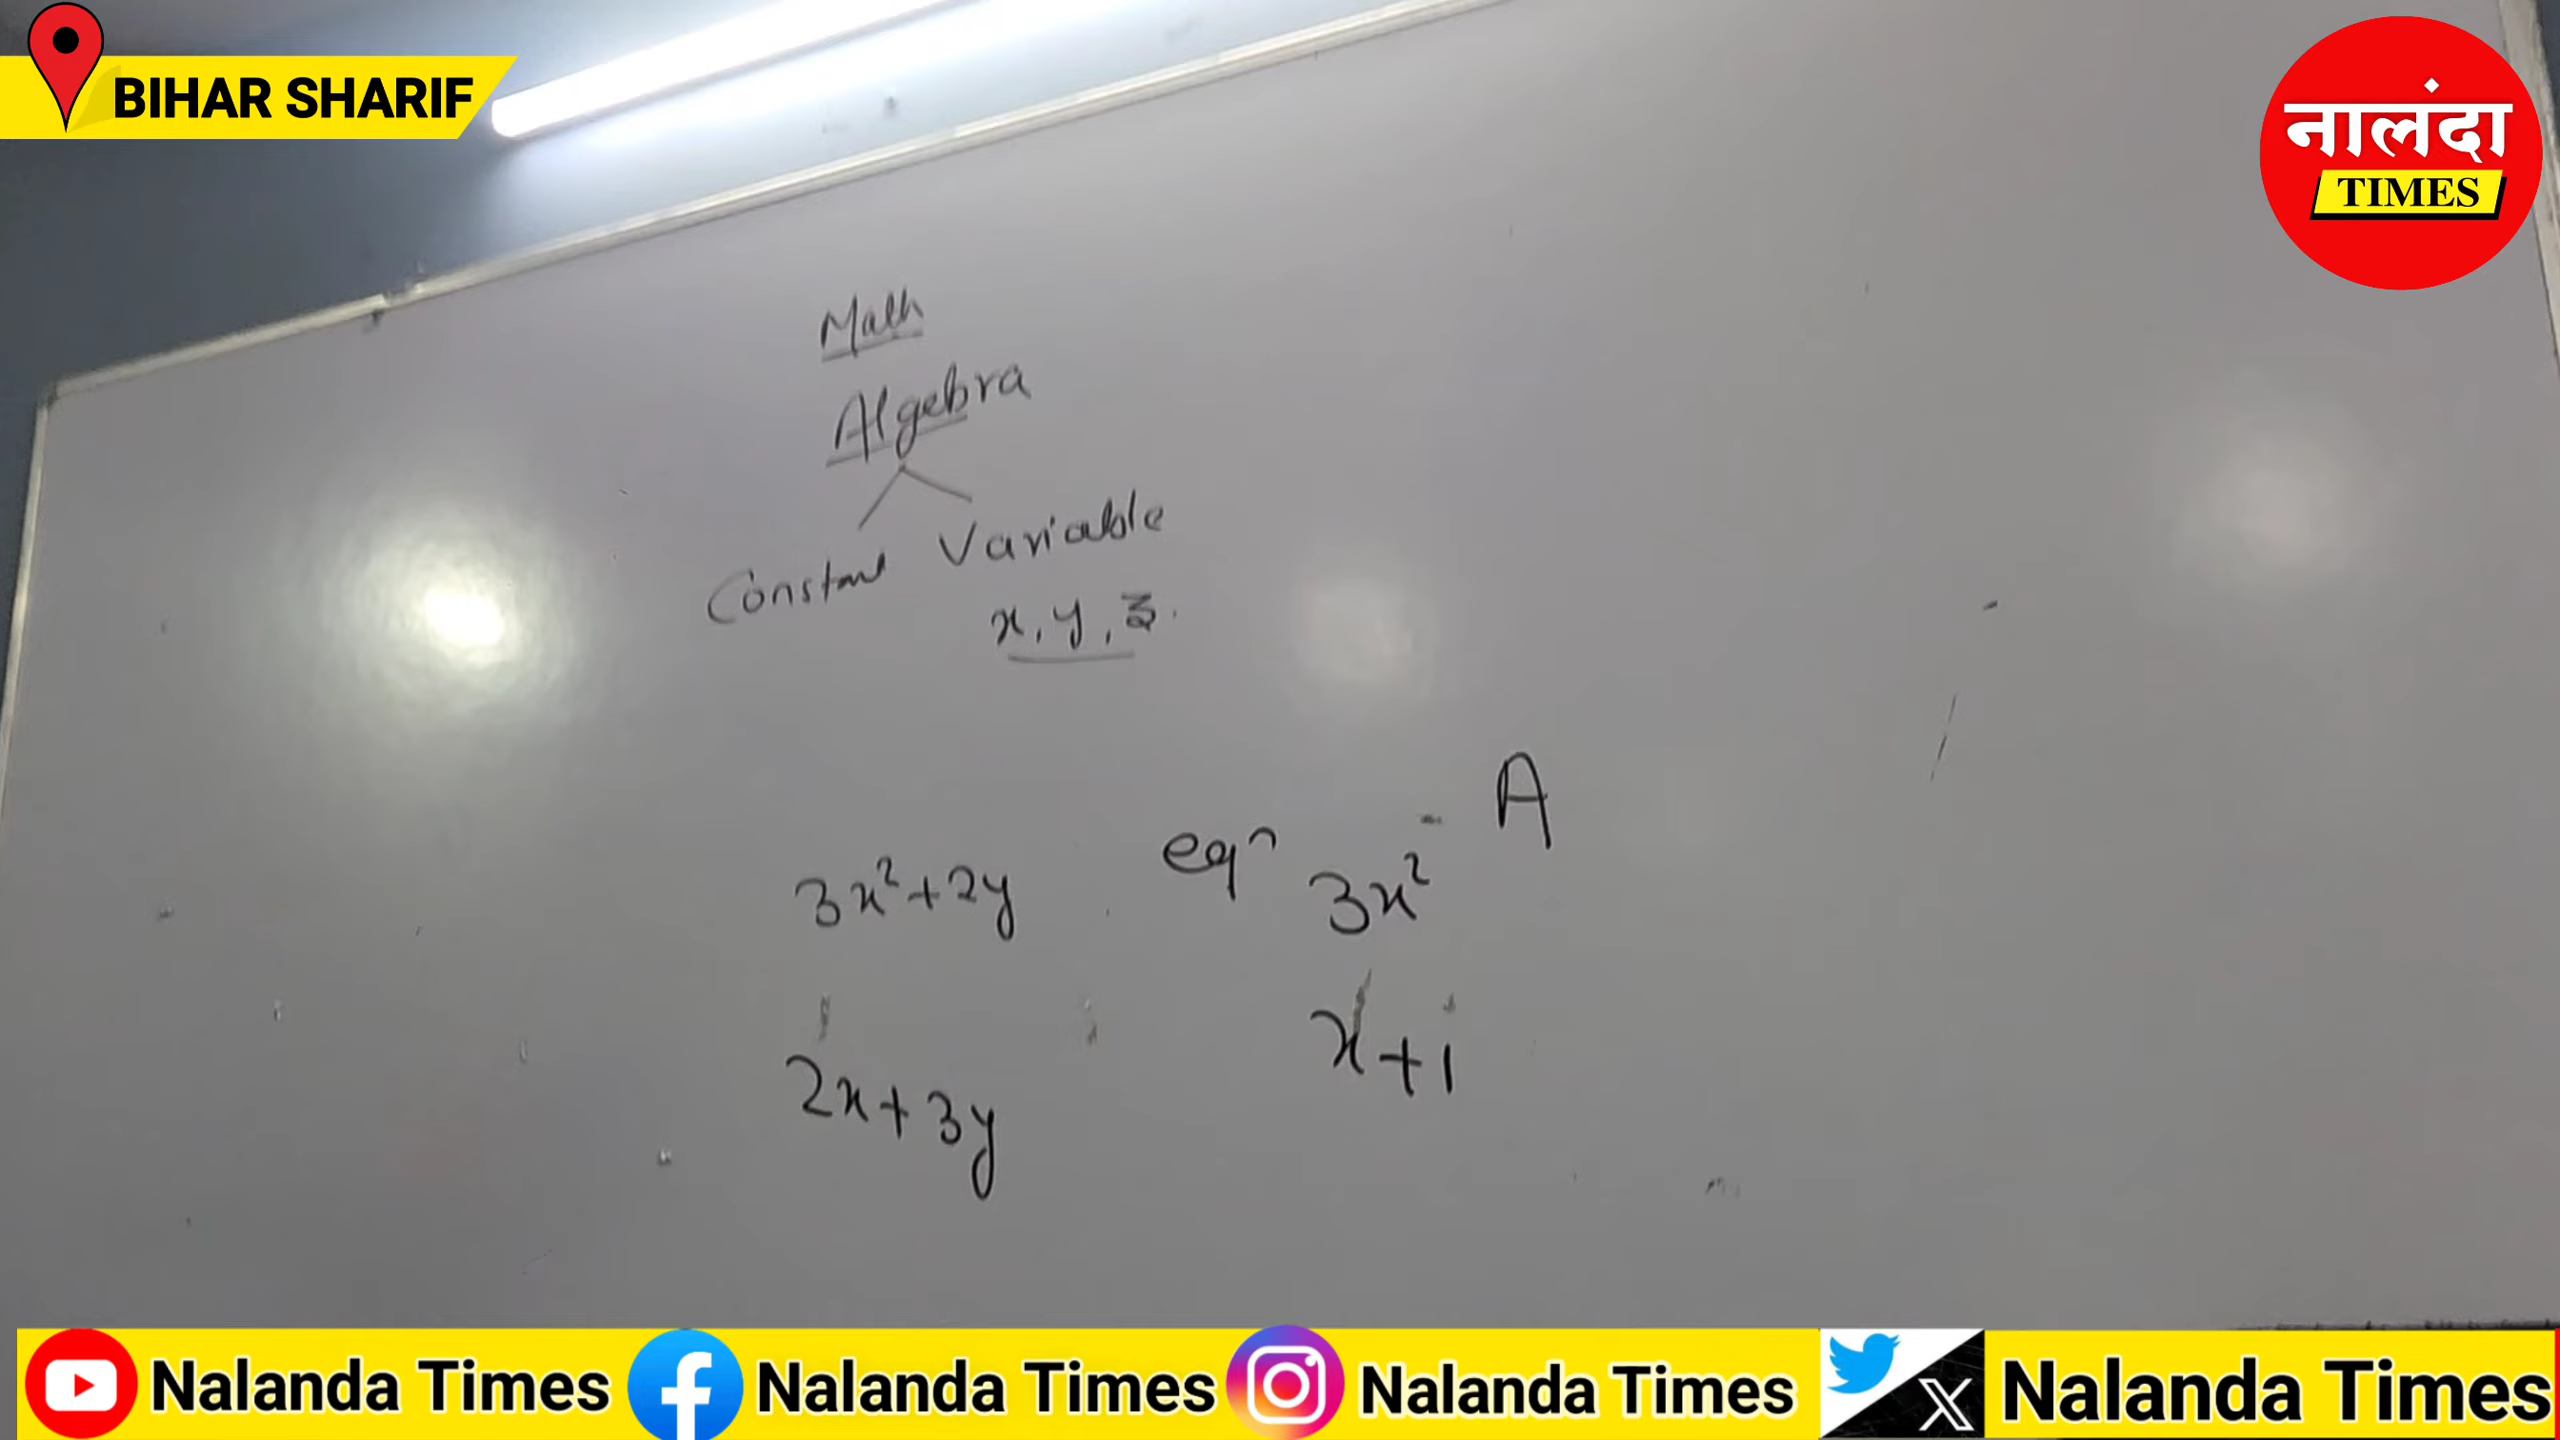 BIHAR SHARIF
नालंदा
TIMES
Math
Algebra
Constant Variable
x, y, z.
A
3x²+2y eqⁿ 3x²
2x+3y x+1
Nalanda Times Nalanda Times Nalanda Times Nalanda Times